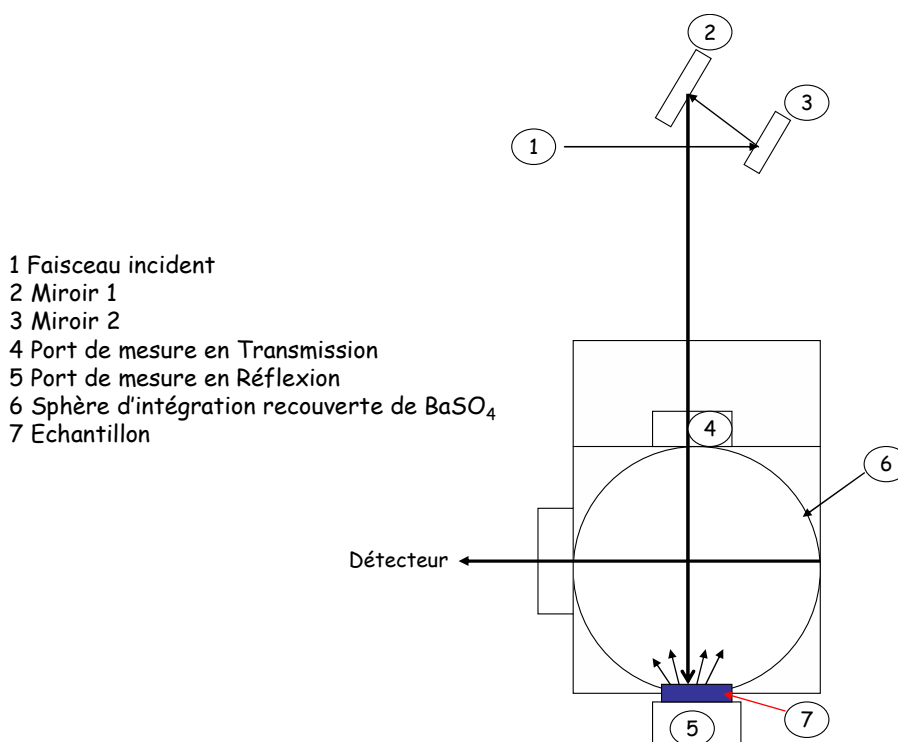 2
3
1
1 Faisceau incident
2 Miroir 1
3 Miroir 2
4 Port de mesure en Transmission
5 Port de mesure en Réflexion
6 Sphère d'intégration recouverte de BaSO₄
7 Echantillon
4
6
Détecteur
5
7